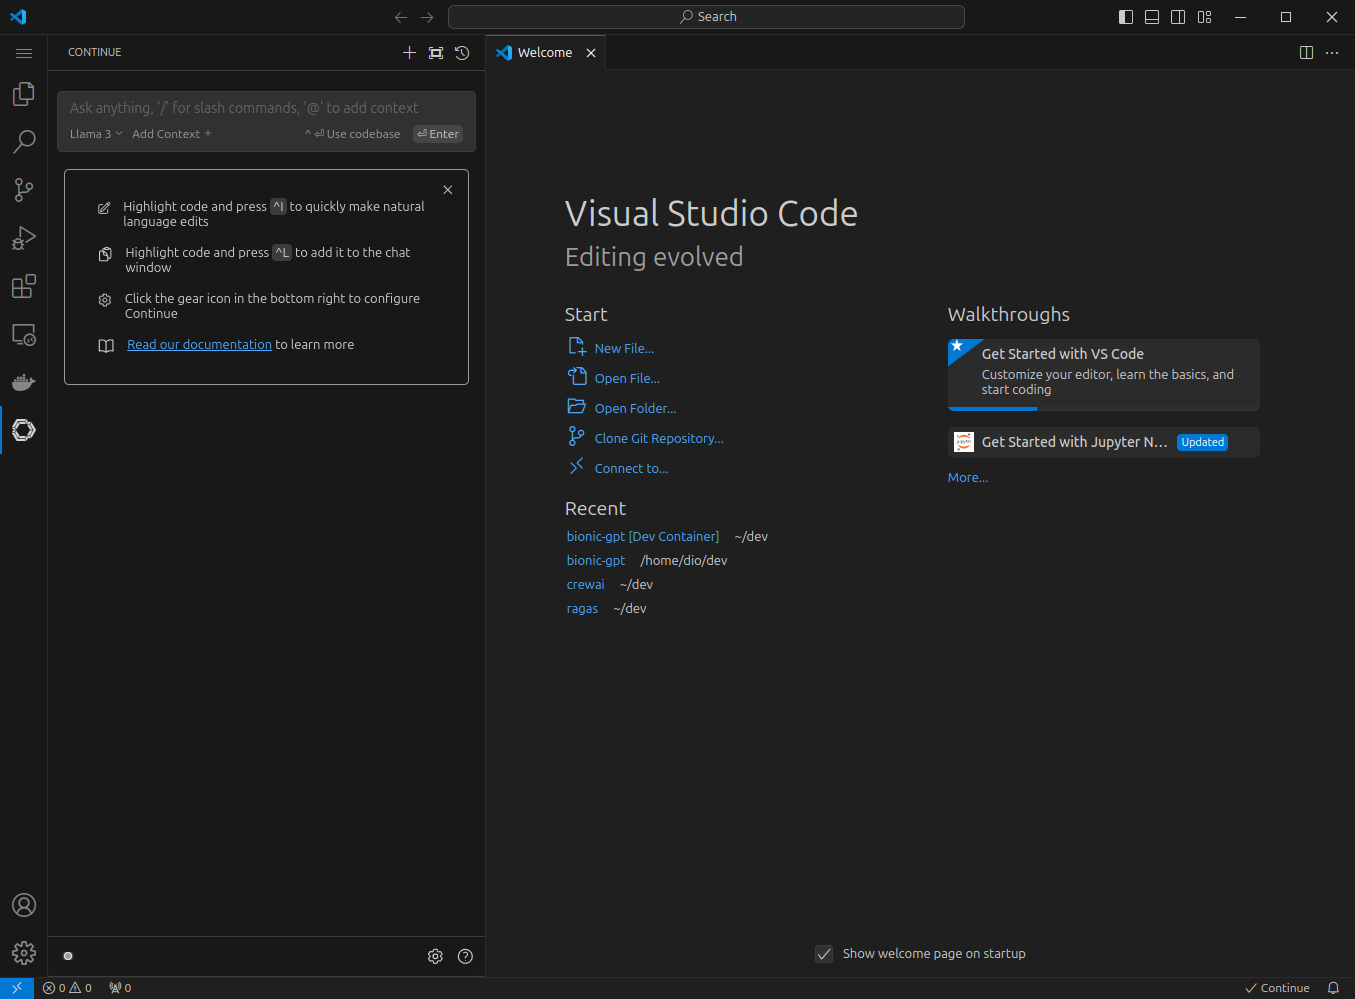 Search
CONTINUE
Welcome
Ask anything, '/' for slash commands, '@' to add context
Llama 3 Add Context + ^ ⏎ Use codebase ⏎ Enter
Highlight code and press ^I to quickly make natural
language edits
Highlight code and press ^L to add it to the chat
window
Click the gear icon in the bottom right to configure
Continue
Read our documentation to learn more
Visual Studio Code
Editing evolved
Start
New File...
Open File...
Open Folder...
Clone Git Repository...
Connect to...
Recent
bionic-gpt [Dev Container] ~/dev
bionic-gpt /home/dio/dev
crewai ~/dev
ragas ~/dev
Walkthroughs
Get Started with VS Code
Customize your editor, learn the basics, and
start coding
Jupyter
Get Started with Jupyter N... Updated
More...
Show welcome page on startup
0 0 0
Continue